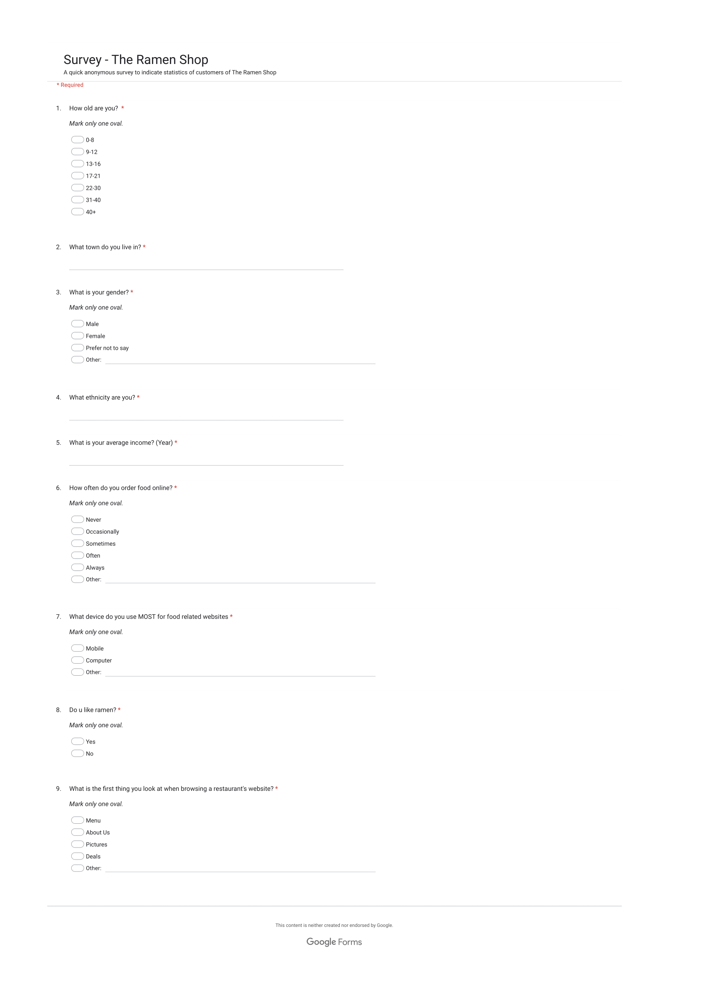 Survey - The Ramen Shop
A quick anonymous survey to indicate statistics of customers of The Ramen Shop
* Required
1. How old are you? *
Mark only one oval.
0-8
9-12
13-16
17-21
22-30
31-40
40+
2. What town do you live in? *
3. What is your gender? *
Mark only one oval.
Male
Female
Prefer not to say
Other:
4. What ethnicity are you? *
5. What is your average income? (Year) *
6. How often do you order food online? *
Mark only one oval.
Never
Occasionally
Sometimes
Often
Always
Other:
7. What device do you use MOST for food related websites *
Mark only one oval.
Mobile
Computer
Other:
8. Do u like ramen? *
Mark only one oval.
Yes
No
9. What is the first thing you look at when browsing a restaurant's website? *
Mark only one oval.
Menu
About Us
Pictures
Deals
Other:
This content is neither created nor endorsed by Google.
Google Forms